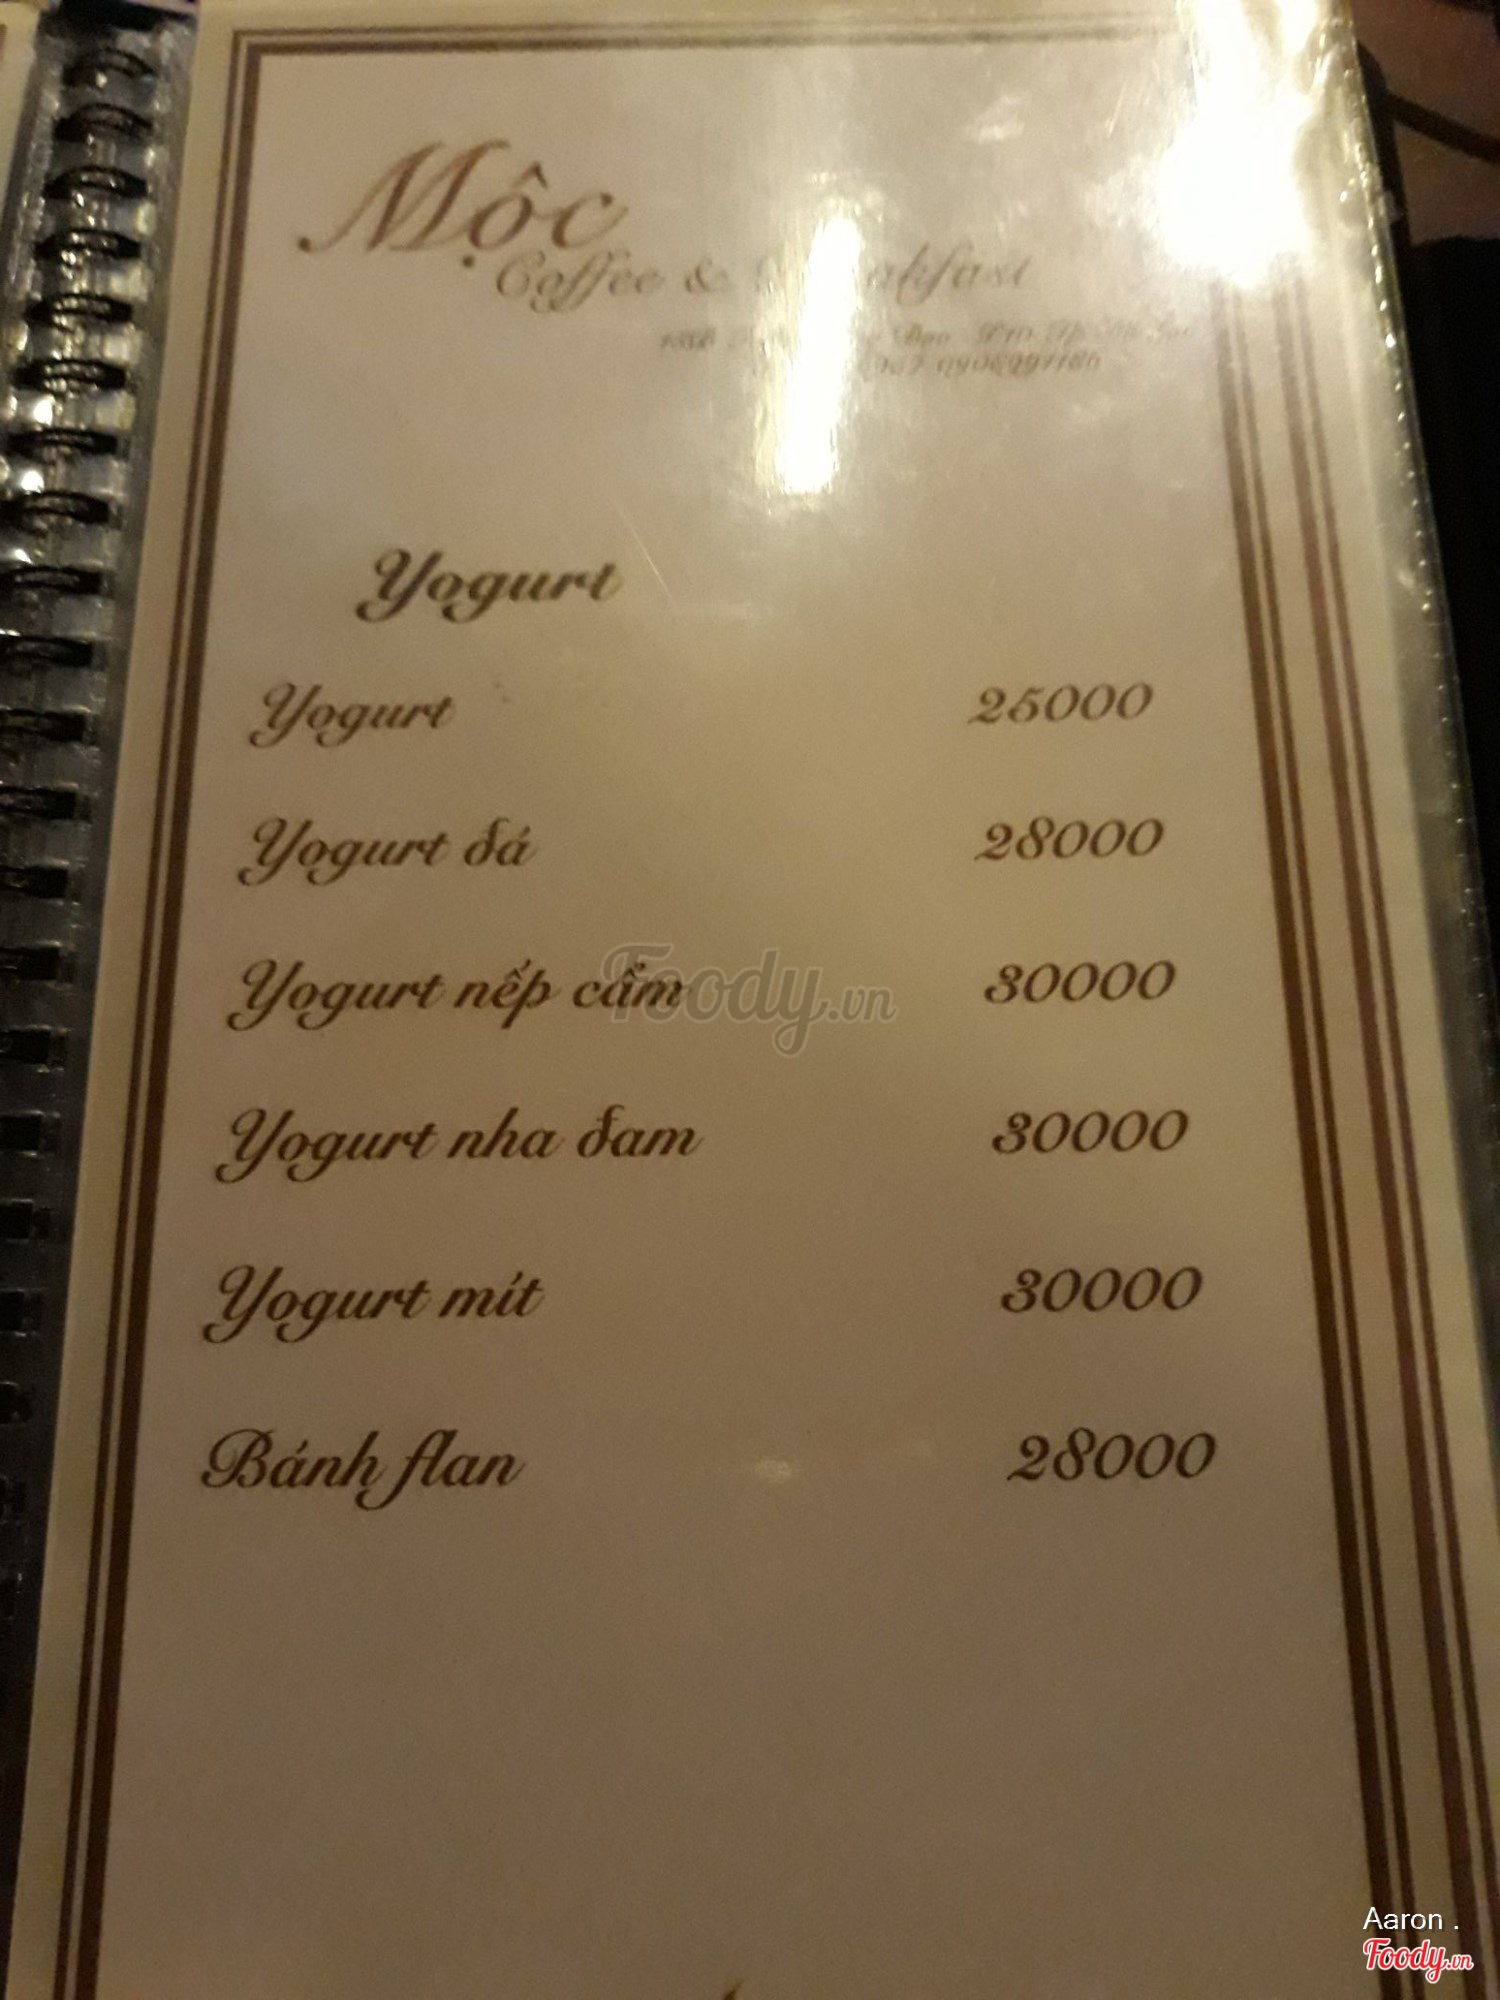 Mộc
Coffee &
Yogurt
Yogurt 25000
Yogurt đá 28000
Yogurt nếp cẩm 30000
Foody.vn
Yogurt nha đam 30000
Yogurt mít 30000
Bánh flan 28000
Aaron .
Foody.vn